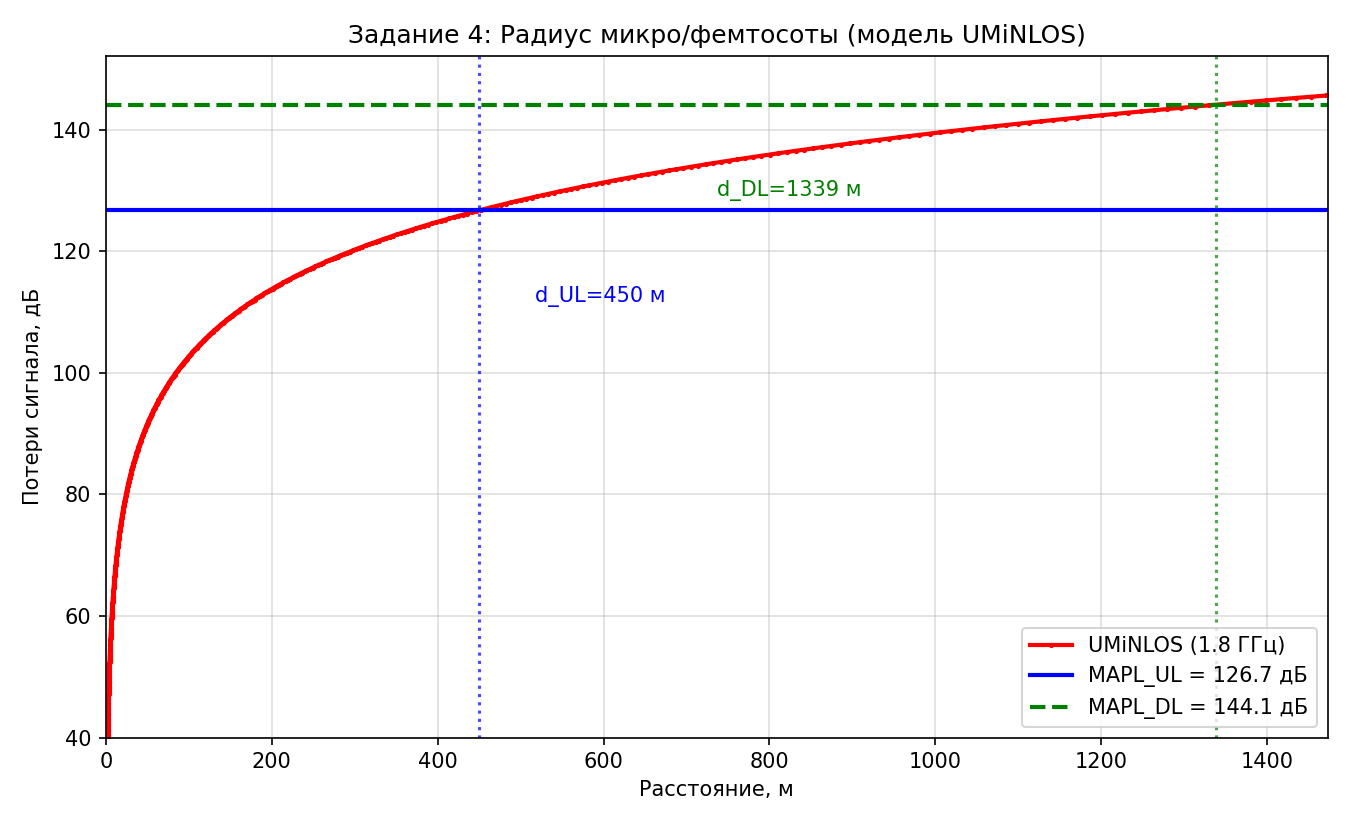 Задание 4: Радиус микро/фемтосоты (модель UMiNLOS)
Потери сигнала, дБ
140
120
100
80
60
40
d_DL=1339 м
d_UL=450 м
UMiNLOS (1.8 ГГц)
MAPL_UL = 126.7 дБ
MAPL_DL = 144.1 дБ
0 200 400 600 800 1000 1200 1400
Расстояние, м